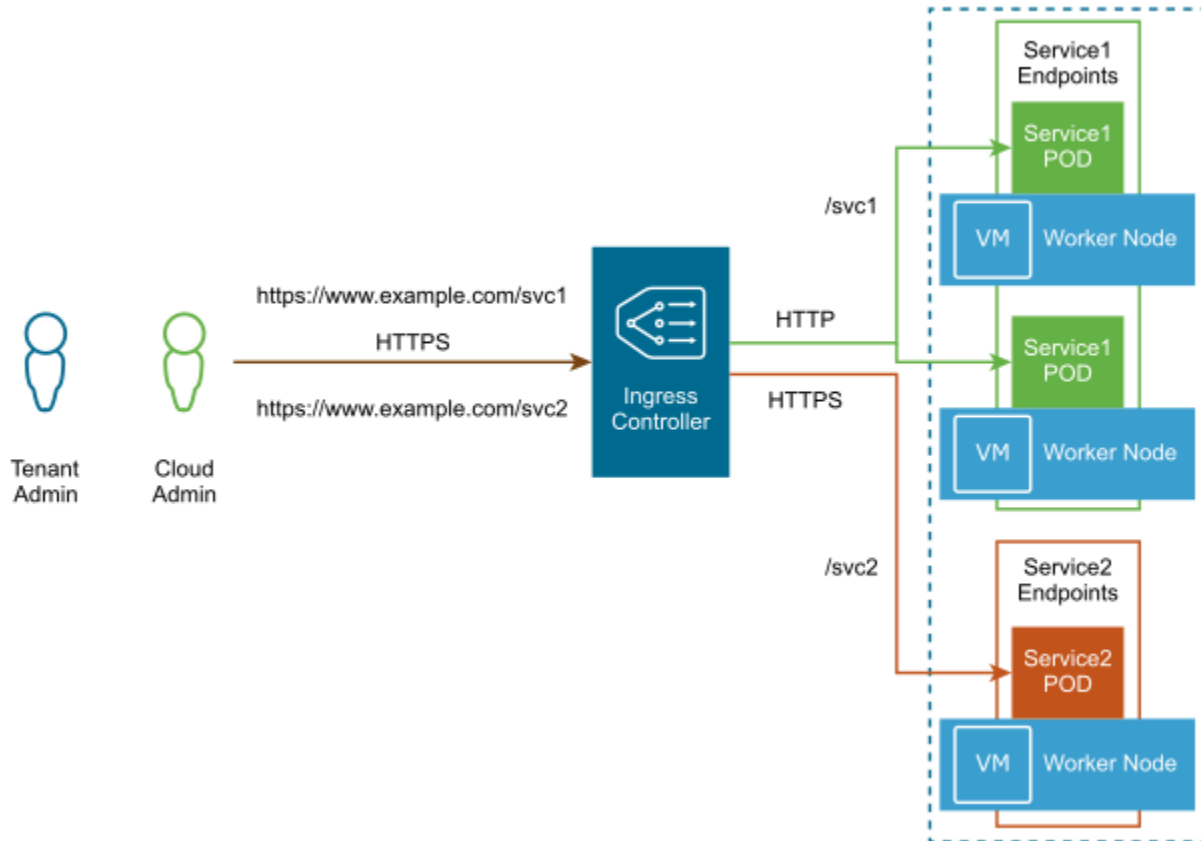 Tenant
Admin
Cloud
Admin
https://www.example.com/svc1
HTTPS
https://www.example.com/svc2
Ingress
Controller
HTTP
HTTPS
/svc1
/svc2
Service1
Endpoints
Service1
POD
VM
Worker Node
Service1
POD
VM
Worker Node
Service2
Endpoints
Service2
POD
VM
Worker Node